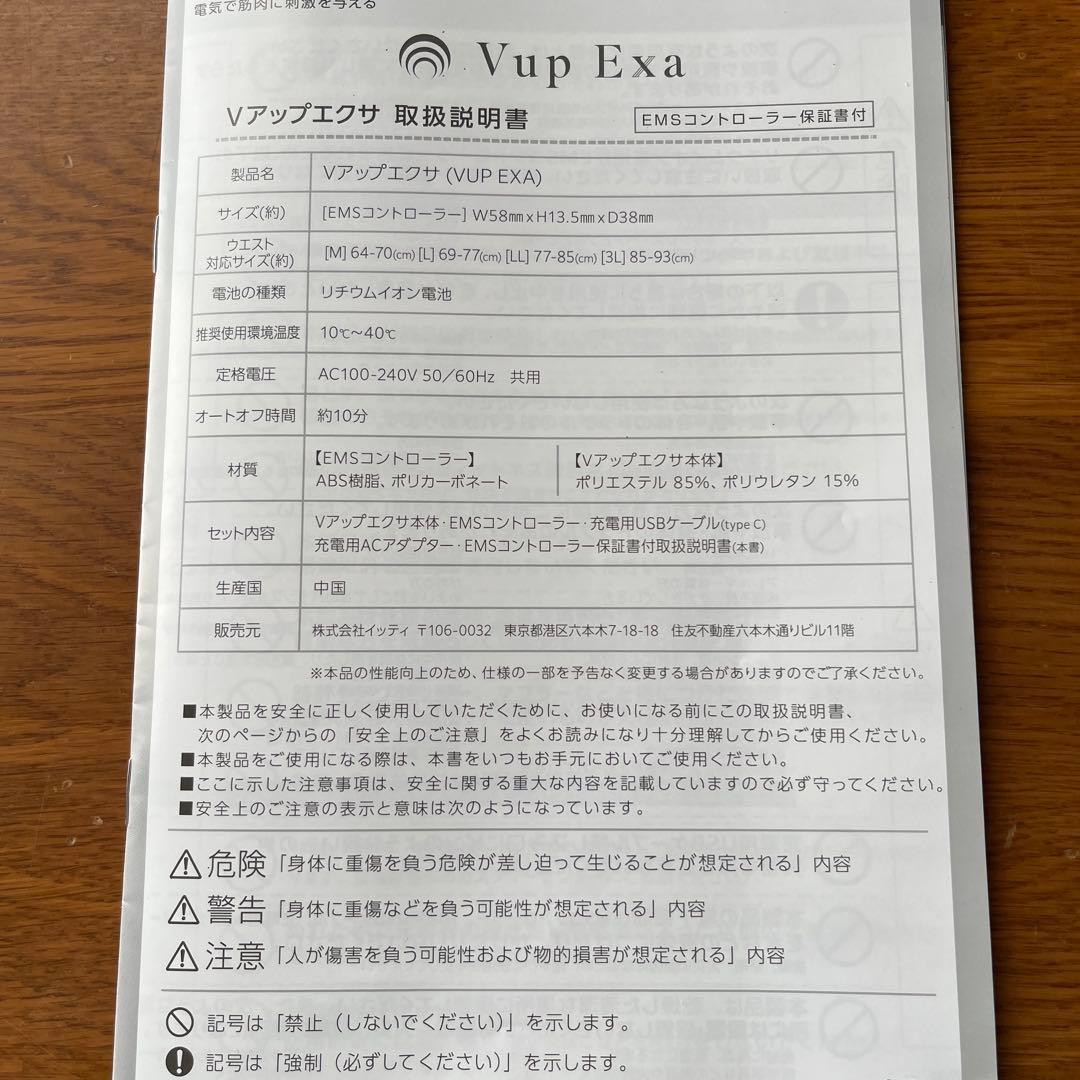 電気で筋肉に刺激を与える
Vup Exa
Vアップエクサ 取扱説明書
EMSコントローラー保証書付
製品名 Vアップエクサ (VUP EXA)
サイズ(約) [EMSコントローラー] W58㎜xH13.5㎜xD38㎜
ウエスト
対応サイズ(約) [M] 64-70(cm) [L] 69-77(cm) [LL] 77-85(cm) [3L] 85-93(cm)
電池の種類 リチウムイオン電池
推奨使用環境温度 10℃〜40℃
定格電圧 AC100-240V 50／60Hz 共用
オートオフ時間 約10分
材質
【EMSコントローラー】
ABS樹脂、ポリカーボネート
【Vアップエクサ本体】
ポリエステル 85%、ポリウレタン 15%
セット内容
Vアップエクサ本体・EMSコントローラー・充電用USBケーブル(type C)
充電用ACアダプター・EMSコントローラー保証書付取扱説明書(本書)
生産国 中国
販売元 株式会社イッティ 〒106-0032 東京都港区六本木7-18-18 住友不動産六本木通りビル11階
※本品の性能向上のため、仕様の一部を予告なく変更する場合がありますのでご了承ください。
■本製品を安全に正しく使用していただくために、お使いになる前にこの取扱説明書、
次のページからの「安全上のご注意」をよくお読みになり十分理解してからご使用ください。
■本製品をご使用になる際は、本書をいつもお手元においてご使用ください。
■ここに示した注意事項は、安全に関する重大な内容を記載していますので必ず守ってください。
■安全上のご注意の表示と意味は次のようになっています。
⚠危険「身体に重傷を負う危険が差し迫って生じることが想定される」内容
⚠警告「身体に重傷などを負う可能性が想定される」内容
⚠注意「人が傷害を負う可能性および物的損害が想定される」内容
記号は「禁止（しないでください）」を示します。
記号は「強制（必ずしてください）」を示します。